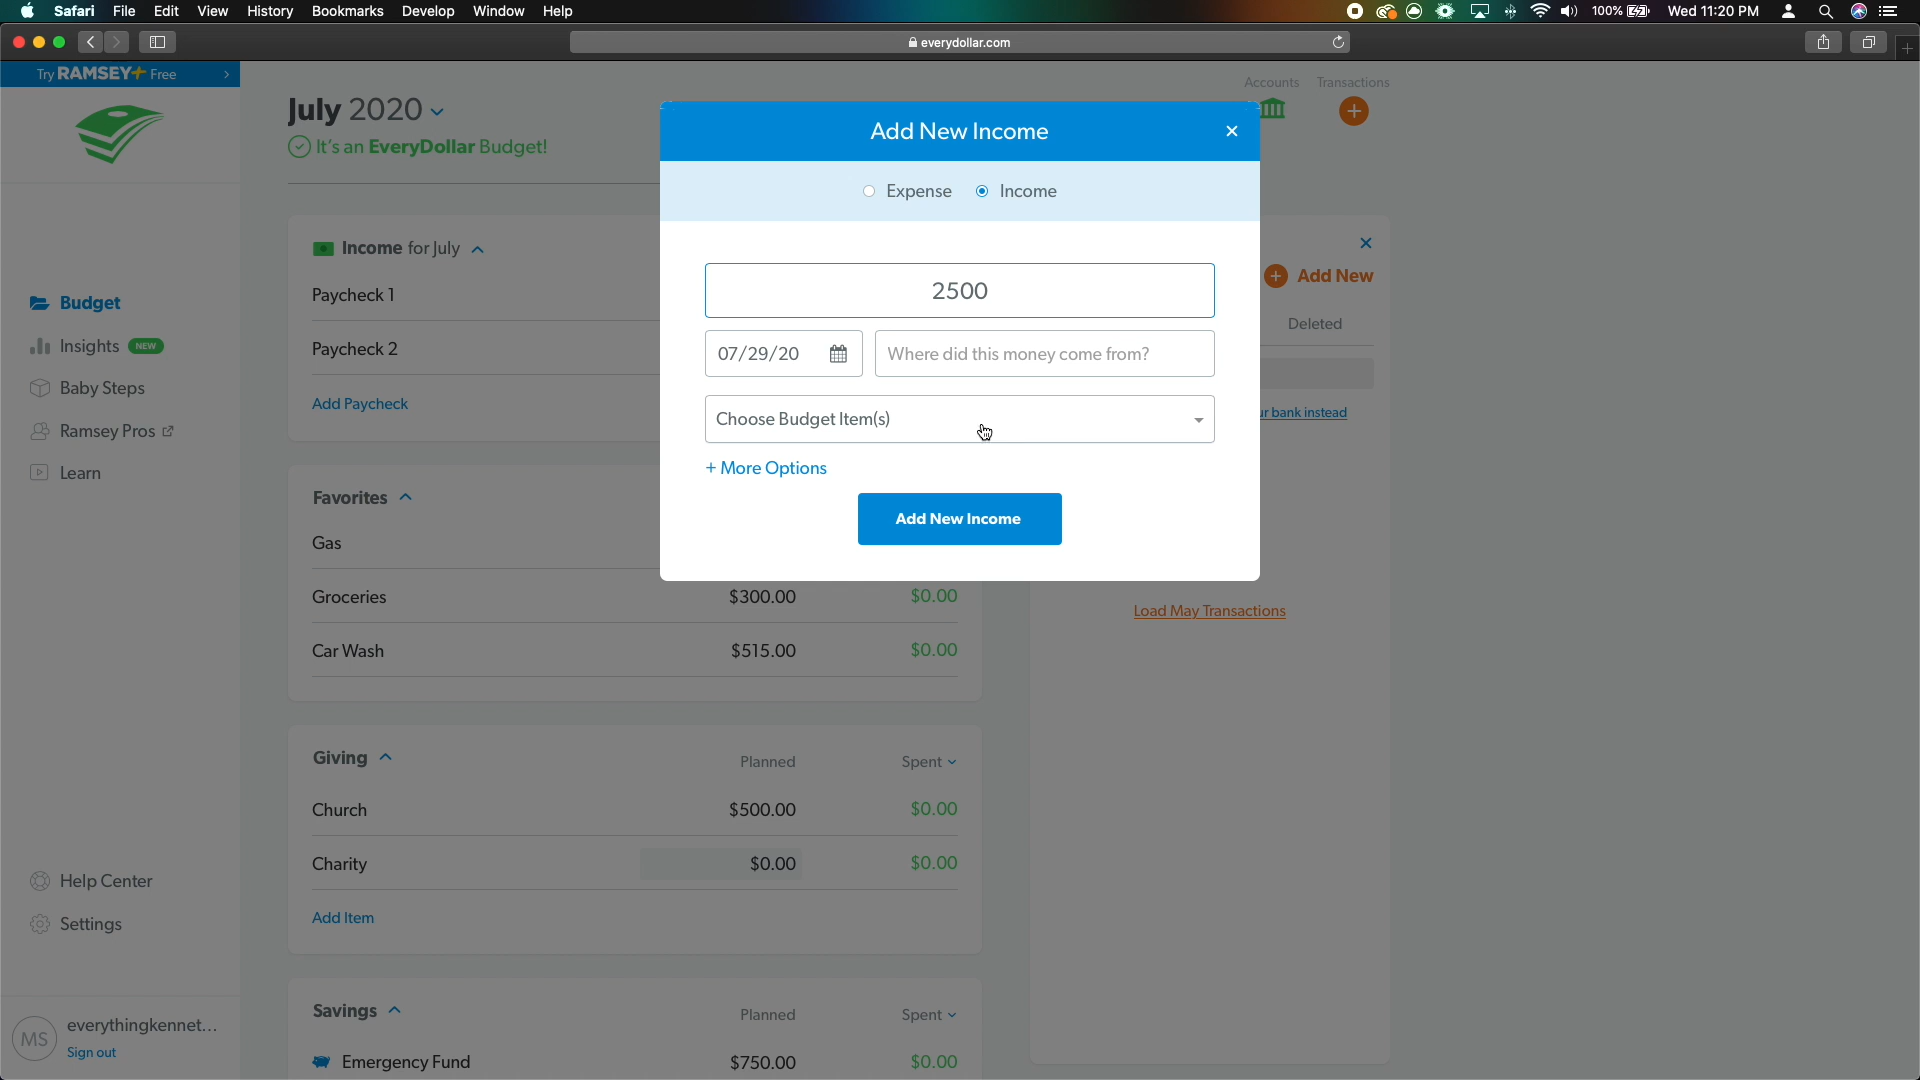 Safari File Edit View History Bookmarks Develop Window Help 100% Wed 11:20 PM
everydollar.com
Try RAMSEY+ Free
Budget
Insights NEW
Baby Steps
Ramsey Pros
Learn
Help Center
Settings
MS everythingkennet...
Sign out
July 2020
It's an EveryDollar Budget!
Accounts Transactions
Income for July
Paycheck 1
Paycheck 2
Add Paycheck
Favorites
Gas
Groceries $300.00 $0.00
Car Wash $515.00 $0.00
Giving Planned Spent
Church $500.00 $0.00
Charity $0.00 $0.00
Add Item
Savings Planned Spent
Emergency Fund $750.00 $0.00
Add New Income
Expense Income
2500
07/29/20 Where did this money come from?
Choose Budget Item(s)
+ More Options
Add New Income
Add New
Deleted
bank instead
Load May Transactions